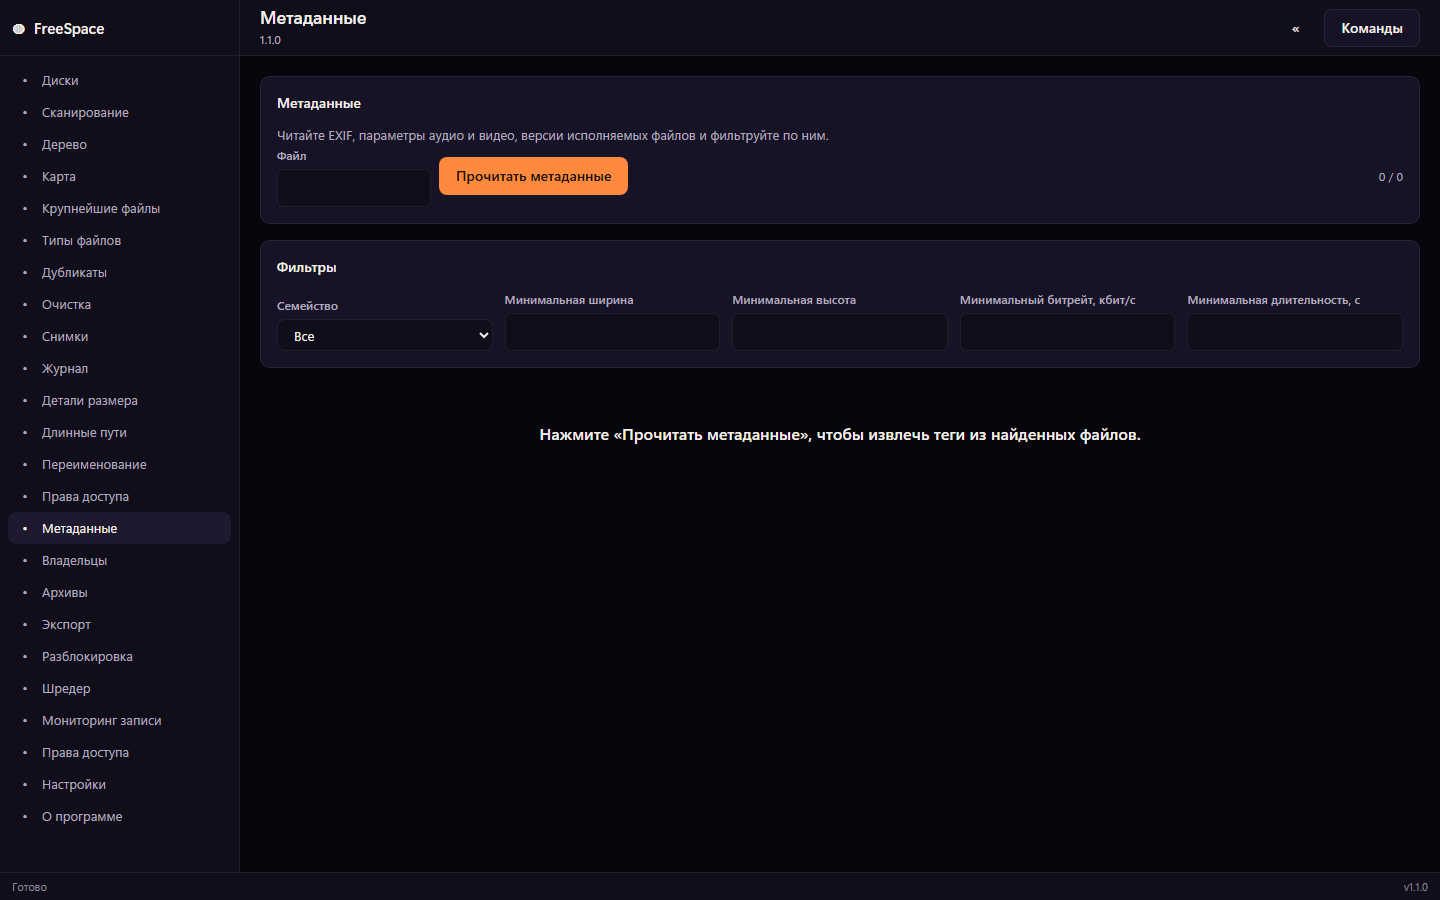 FreeSpace
Метаданные
1.1.0
«
Команды
• Диски
• Сканирование
• Дерево
• Карта
• Крупнейшие файлы
• Типы файлов
• Дубликаты
• Очистка
• Снимки
• Журнал
• Детали размера
• Длинные пути
• Переименование
• Права доступа
• Метаданные
• Владельцы
• Архивы
• Экспорт
• Разблокировка
• Шредер
• Мониторинг записи
• Права доступа
• Настройки
• О программе
Метаданные
Читайте EXIF, параметры аудио и видео, версии исполняемых файлов и фильтруйте по ним.
Файл
Прочитать метаданные
0 / 0
Фильтры
Семейство
Все
Минимальная ширина
Минимальная высота
Минимальный битрейт, кбит/с
Минимальная длительность, с
Нажмите «Прочитать метаданные», чтобы извлечь теги из найденных файлов.
Готово
v1.1.0